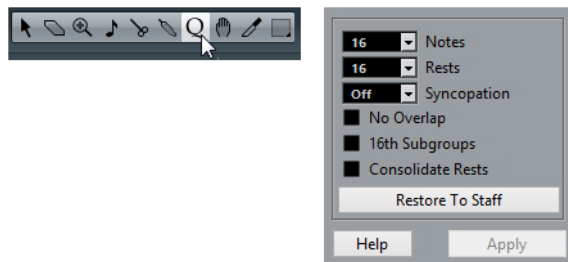 Q
16 Notes
16 Rests
Off Syncopation
No Overlap
16th Subgroups
Consolidate Rests
Restore To Staff
Help Apply